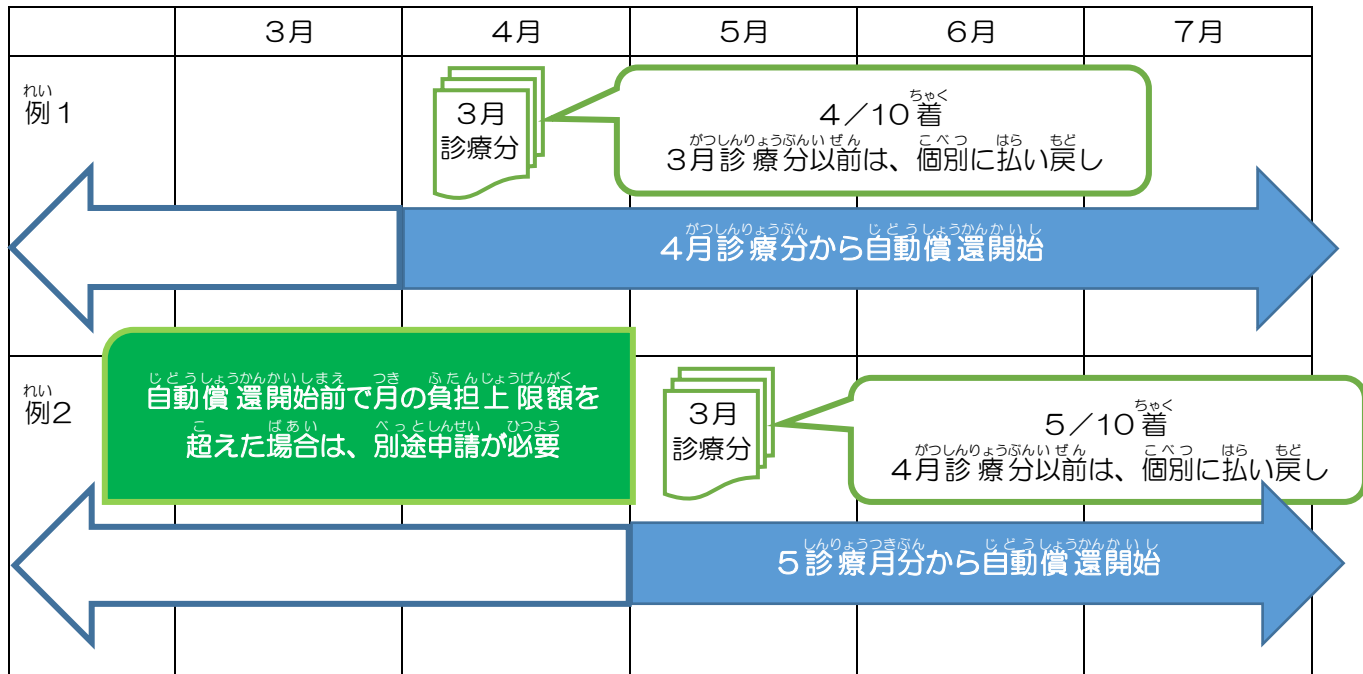 3月 4月 5月 6月 7月
れい
例1
3月
診療分
ちゃく
4/10着
がつしんりょうぶんいぜん こべつ はら もど
3月診療分以前は、個別に払い戻し
がつしんりょうぶん じどうしょうかんかいし
4月診療分から自動償還開始
じどうしょうかんかいしまえ つき ふたんじょうげんがく
自動償還開始前で月の負担上限額を
こ ばあい べっとしんせい ひつよう
超えた場合は、別途申請が必要
れい
例2
3月
診療分
ちゃく
5/10着
がつしんりょうぶんいぜん こべつ はら もど
4月診療分以前は、個別に払い戻し
しんりょうつきぶん じどうしょうかんかいし
5診療月分から自動償還開始